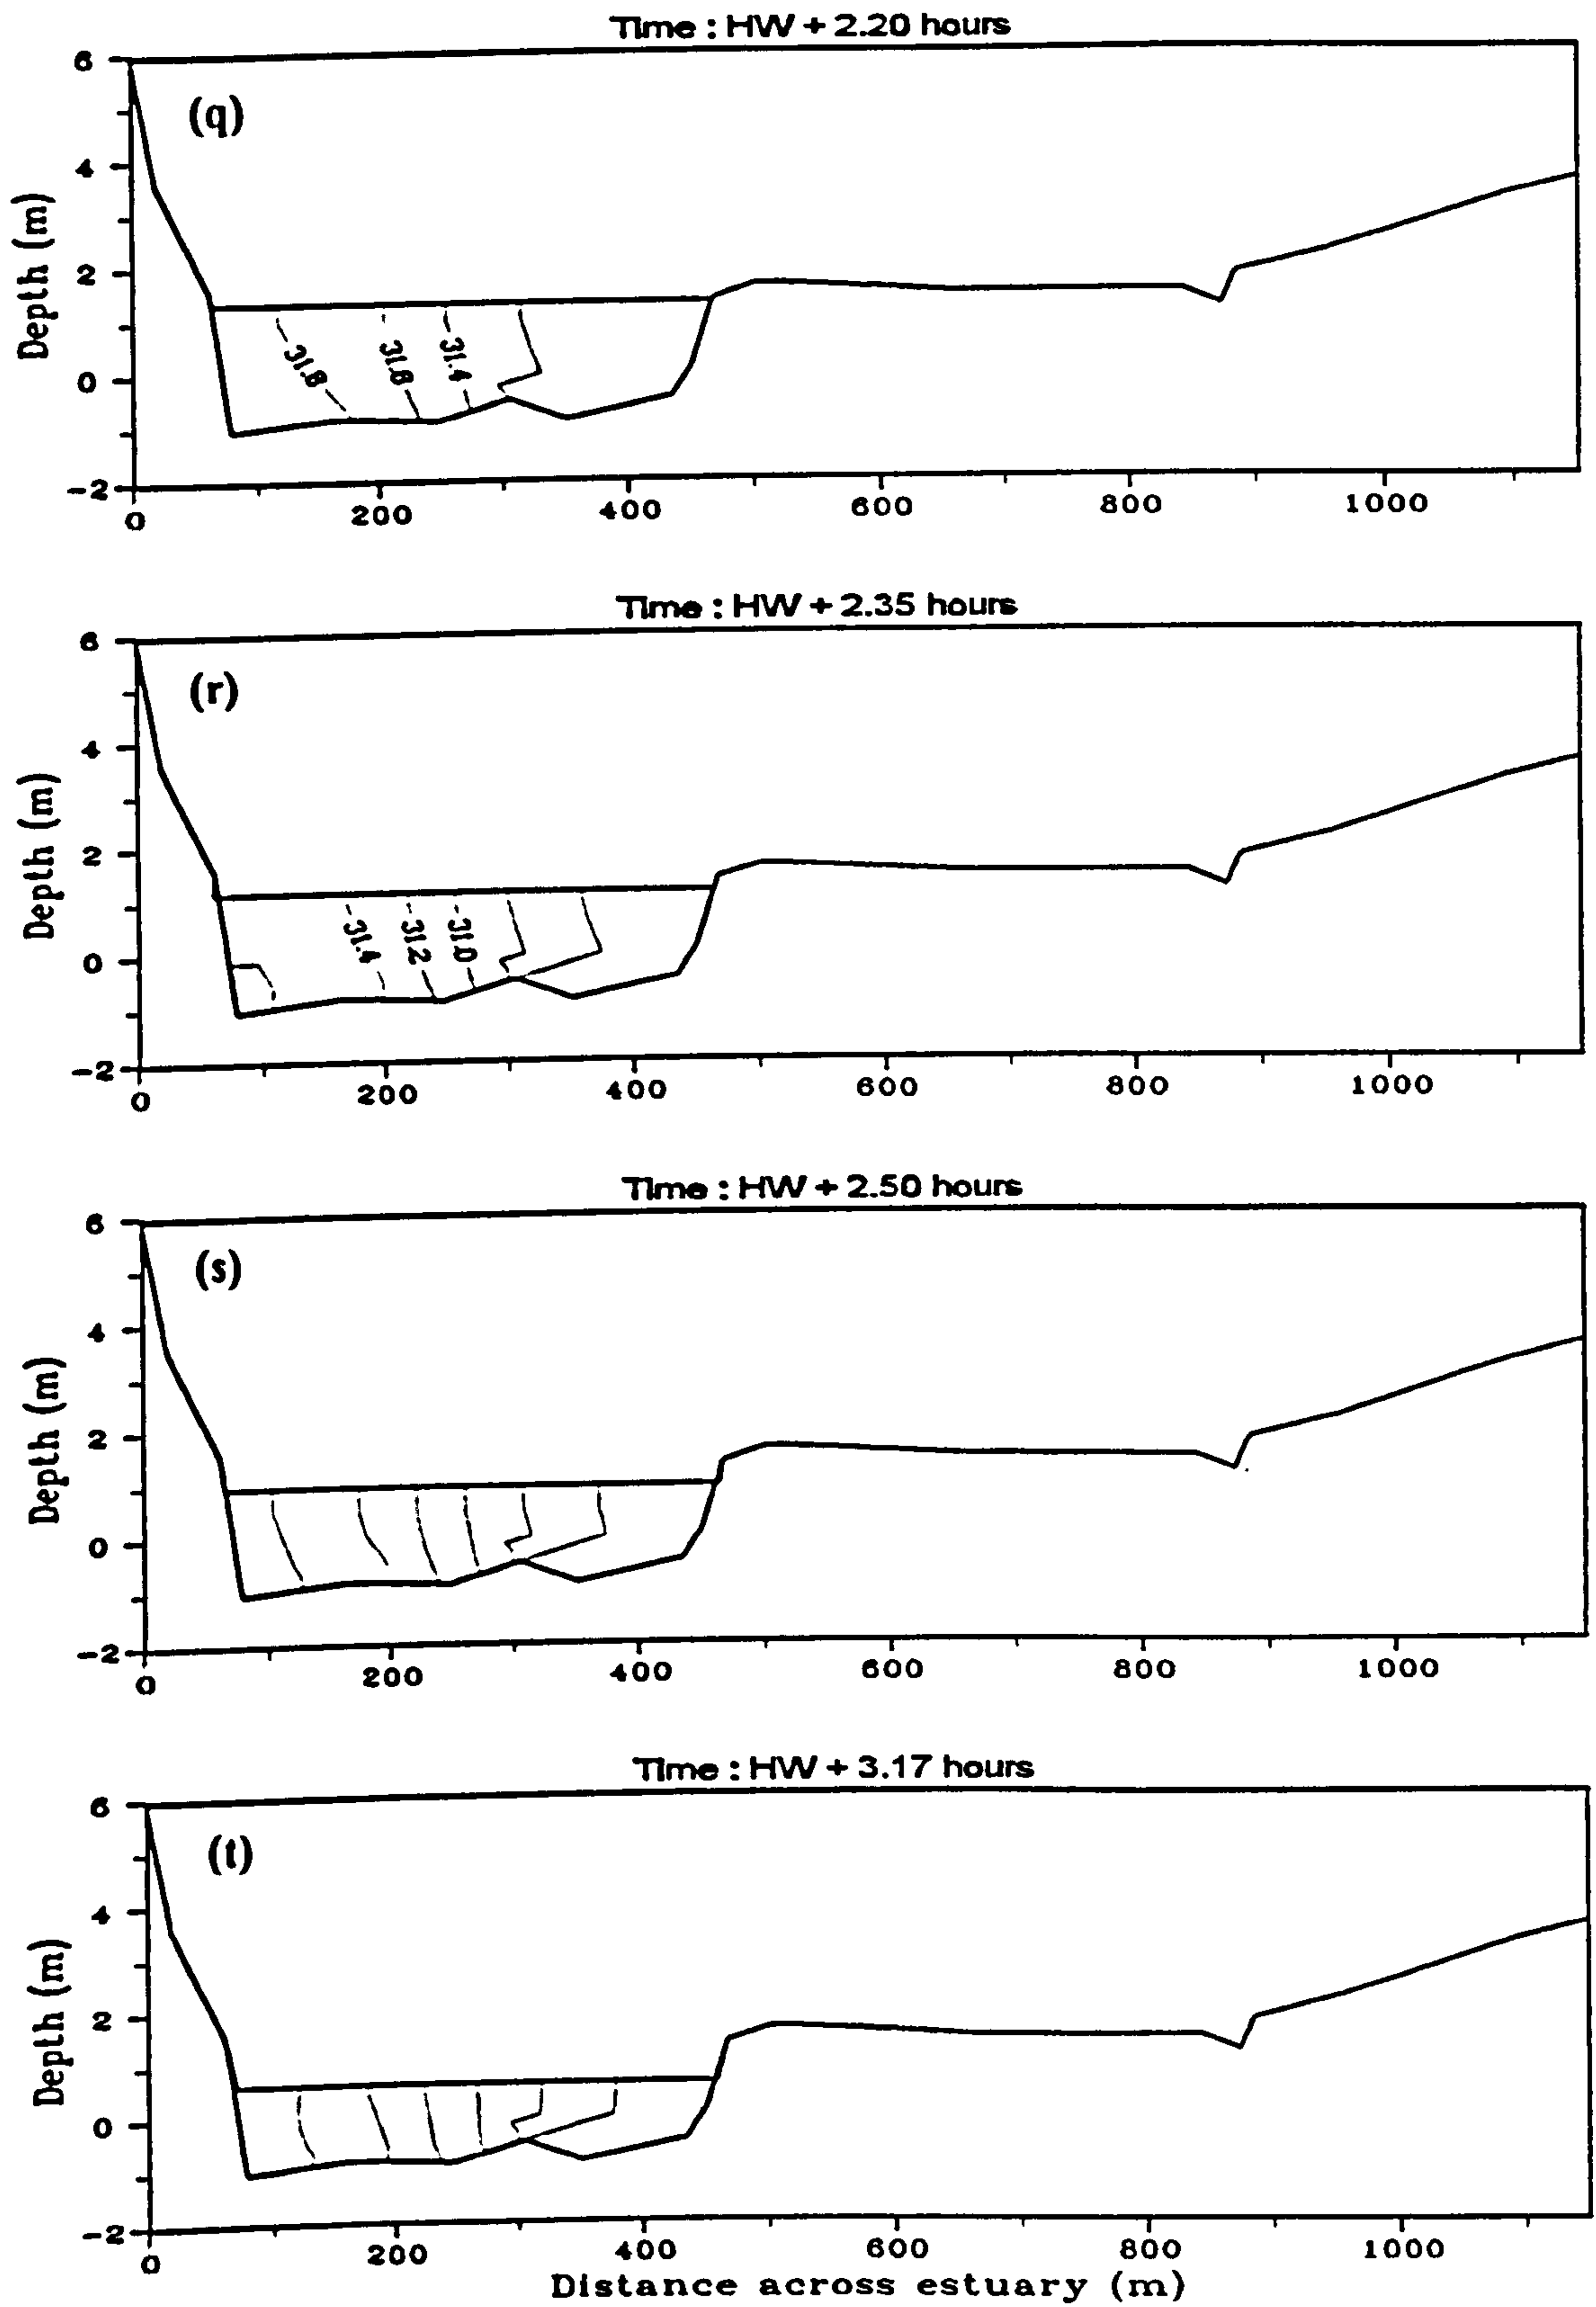 Time : HW + 2.20 hours
(q)
Depth (m)
6
4
2
0
-2
31.8
31.6
31.4
0 200 400 600 800 1000
Time : HW + 2.35 hours
(r)
Depth (m)
6
4
2
0
-2
31.4
31.2
31.0
0 200 400 600 800 1000
Time : HW + 2.50 hours
(s)
Depth (m)
6
4
2
0
-2
0 200 400 600 800 1000
Time : HW + 3.17 hours
(t)
Depth (m)
6
4
2
0
-2
0 200 400 600 800 1000
Distance across estuary (m)